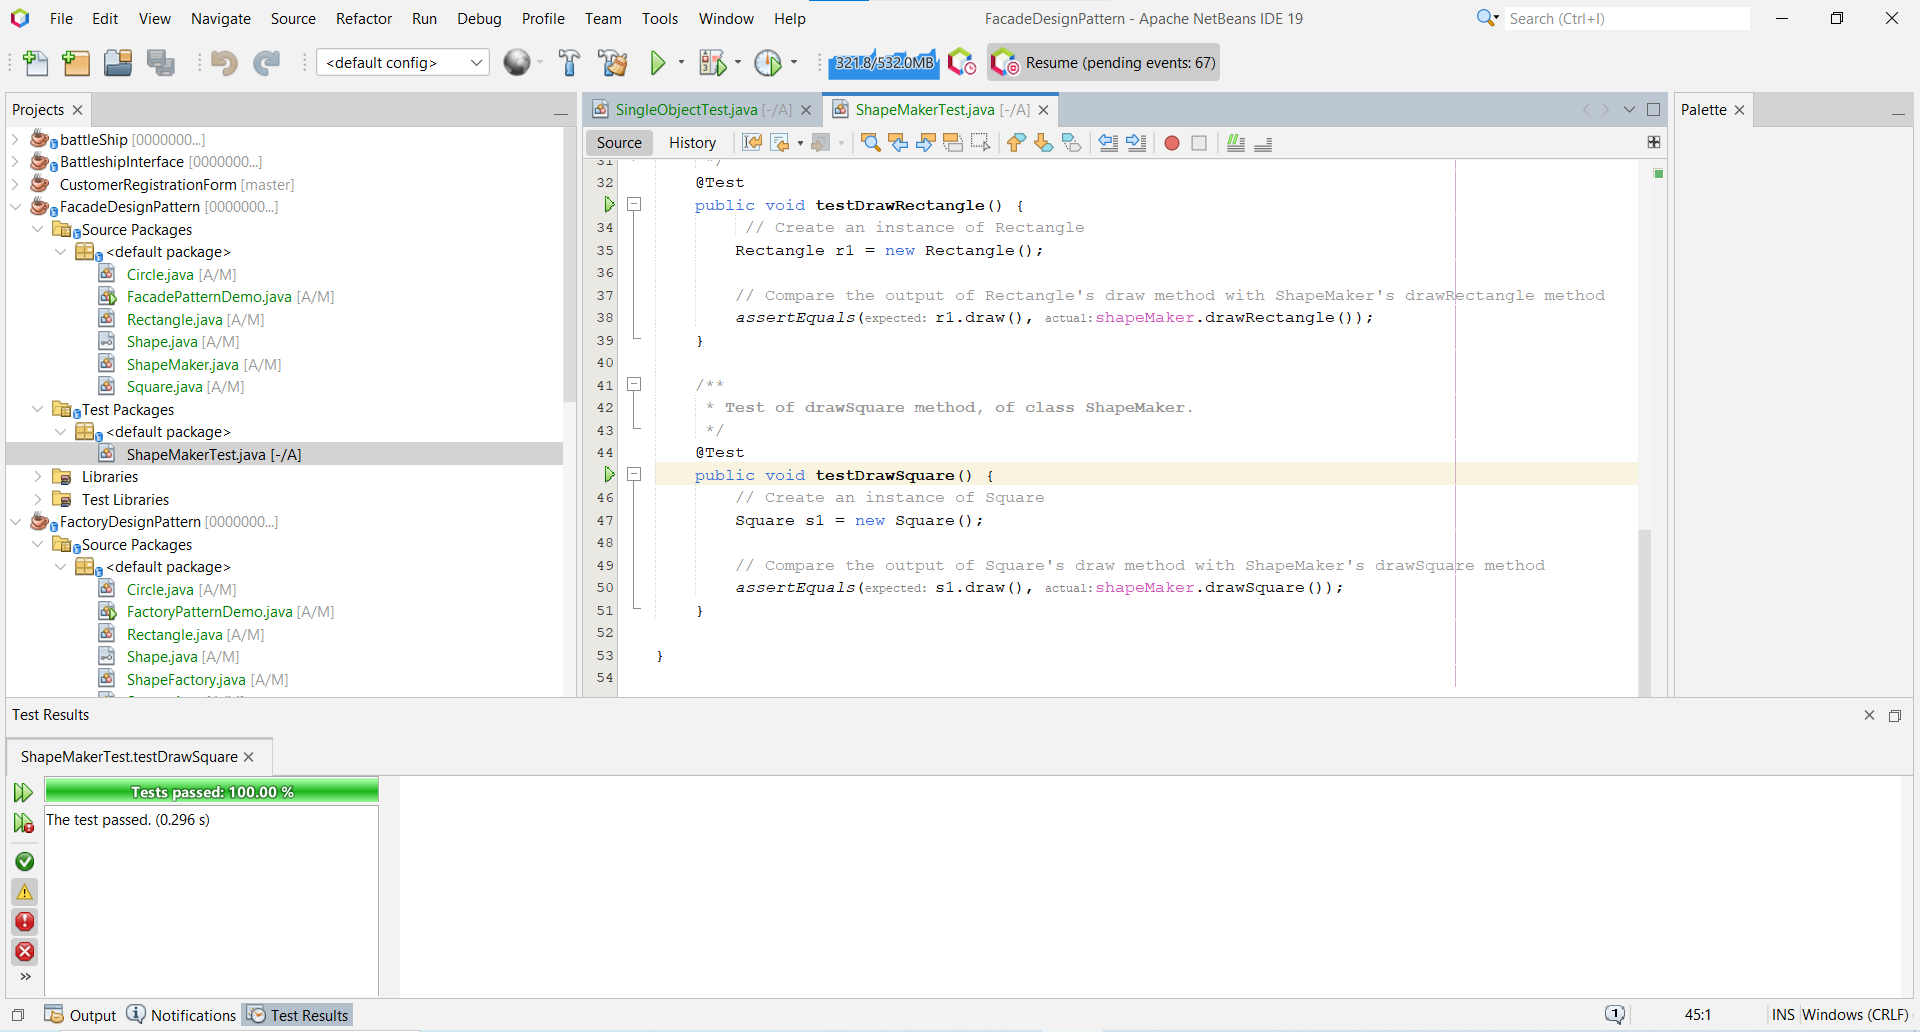 File Edit View Navigate Source Refactor Run Debug Profile Team Tools Window Help
FacadeDesignPattern - Apache NetBeans IDE 19
Search (Ctrl+I)
<default config>
321.8/532.0MB
Resume (pending events: 67)
Projects
battleShip [0000000...]
BattleshipInterface [0000000...]
CustomerRegistrationForm [master]
FacadeDesignPattern [0000000...]
Source Packages
<default package>
Circle.java [A/M]
FacadePatternDemo.java [A/M]
Rectangle.java [A/M]
Shape.java [A/M]
ShapeMaker.java [A/M]
Square.java [A/M]
Test Packages
<default package>
ShapeMakerTest.java [-/A]
Libraries
Test Libraries
FactoryDesignPattern [0000000...]
Source Packages
<default package>
Circle.java [A/M]
FactoryPatternDemo.java [A/M]
Rectangle.java [A/M]
Shape.java [A/M]
ShapeFactory.java [A/M]
SingleObjectTest.java [-/A]
ShapeMakerTest.java [-/A]
Source History
31 */
32 @Test
public void testDrawRectangle() {
34 // Create an instance of Rectangle
35 Rectangle r1 = new Rectangle();
36
37 // Compare the output of Rectangle's draw method with ShapeMaker's drawRectangle method
38 assertEquals(expected: r1.draw(), actual:shapeMaker.drawRectangle());
39 }
40
41 /**
42 * Test of drawSquare method, of class ShapeMaker.
43 */
44 @Test
public void testDrawSquare() {
46 // Create an instance of Square
47 Square s1 = new Square();
48
49 // Compare the output of Square's draw method with ShapeMaker's drawSquare method
50 assertEquals(expected: s1.draw(), actual:shapeMaker.drawSquare());
51 }
52
53 }
54
Palette
Test Results
ShapeMakerTest.testDrawSquare
Tests passed: 100.00 %
The test passed. (0.296 s)
Output Notifications Test Results
1
45:1
INS
Windows (CRLF)